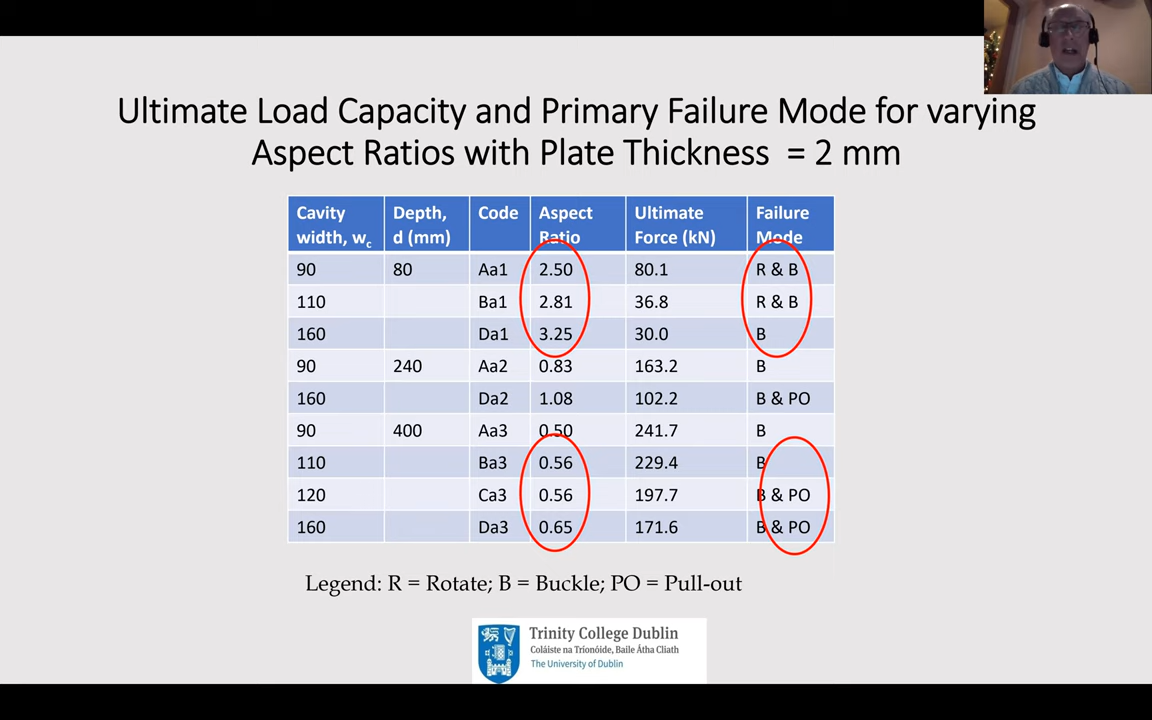 Ultimate Load Capacity and Primary Failure Mode for varying
Aspect Ratios with Plate Thickness = 2 mm
Cavity width, wc Depth, d (mm) Code Aspect Ratio Ultimate Force (kN) Failure Mode
90 80 Aa1 2.50 80.1 R & B
110 Ba1 2.81 36.8 R & B
160 Da1 3.25 30.0 B
90 240 Aa2 0.83 163.2 B
160 Da2 1.08 102.2 B & PO
90 400 Aa3 0.50 241.7 B
110 Ba3 0.56 229.4 B
120 Ca3 0.56 197.7 B & PO
160 Da3 0.65 171.6 B & PO
Legend: R = Rotate; B = Buckle; PO = Pull-out
Trinity College Dublin
Coláiste na Tríonóide, Baile Átha Cliath
The University of Dublin